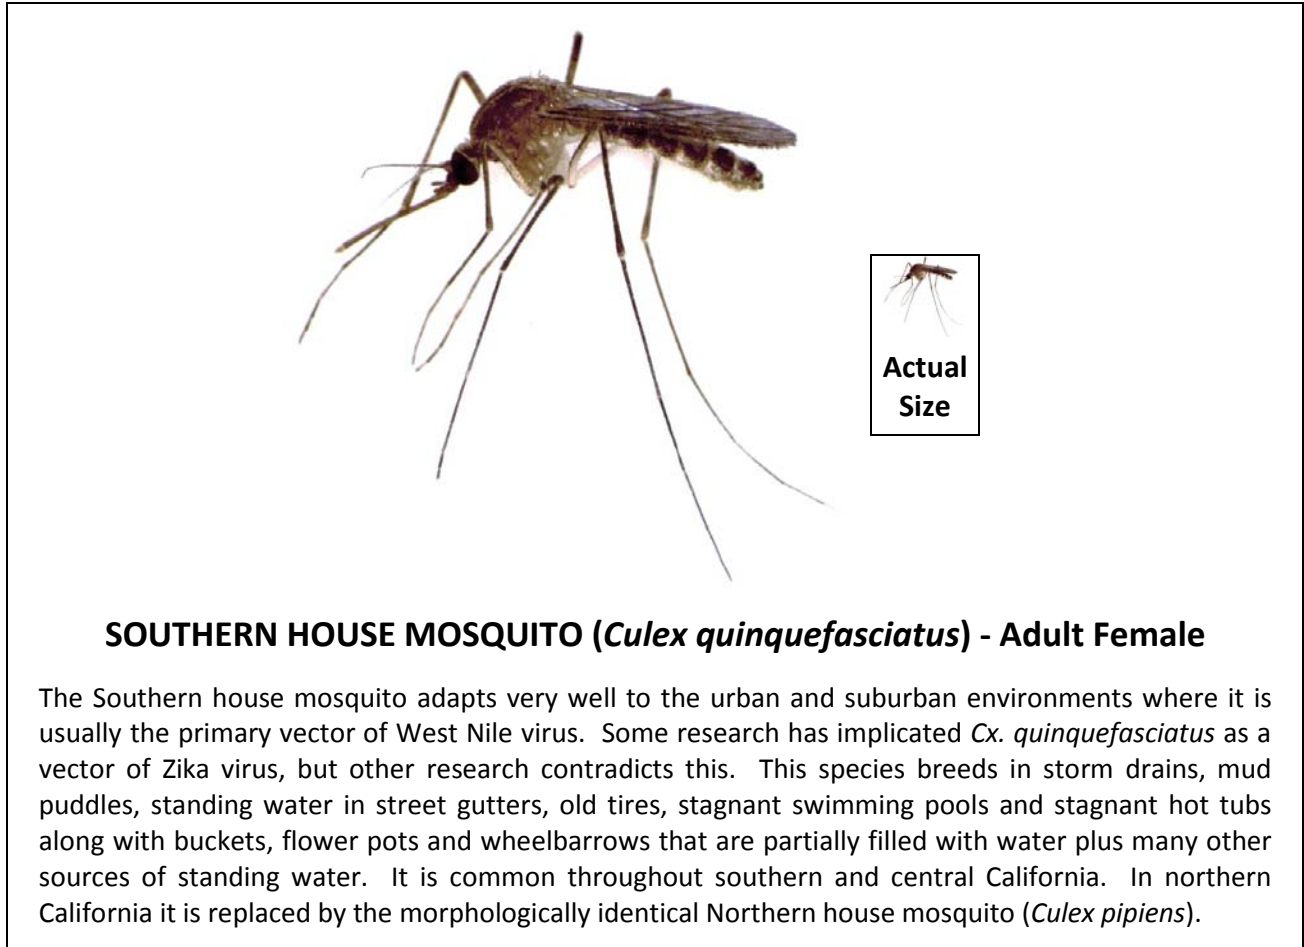 Actual
Size
SOUTHERN HOUSE MOSQUITO (Culex quinquefasciatus) - Adult Female
The Southern house mosquito adapts very well to the urban and suburban environments where it is
usually the primary vector of West Nile virus.  Some research has implicated Cx. quinquefasciatus as a
vector of Zika virus, but other research contradicts this.  This species breeds in storm drains, mud
puddles, standing water in street gutters, old tires, stagnant swimming pools and stagnant hot tubs
along with buckets, flower pots and wheelbarrows that are partially filled with water plus many other
sources of standing water.  It is common throughout southern and central California.  In northern
California it is replaced by the morphologically identical Northern house mosquito (Culex pipiens).